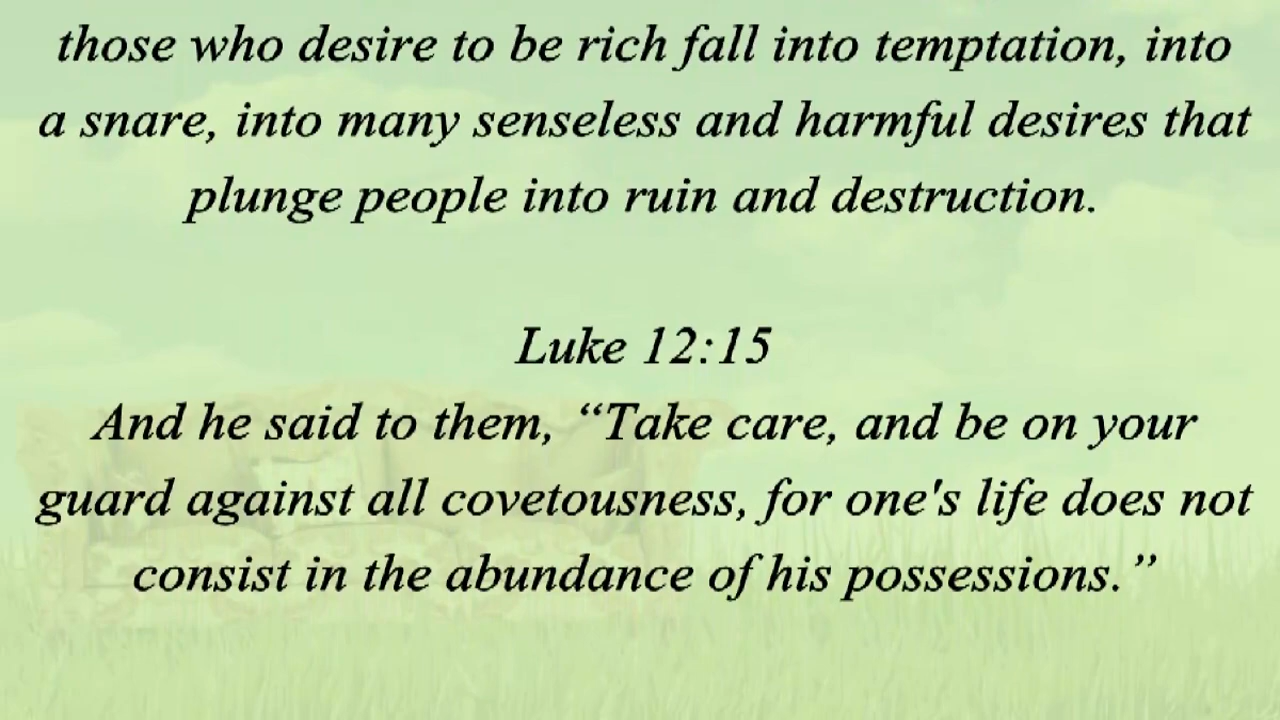 those who desire to be rich fall into temptation, into
a snare, into many senseless and harmful desires that
plunge people into ruin and destruction.
Luke 12:15
And he said to them, “Take care, and be on your
guard against all covetousness, for one's life does not
consist in the abundance of his possessions.”